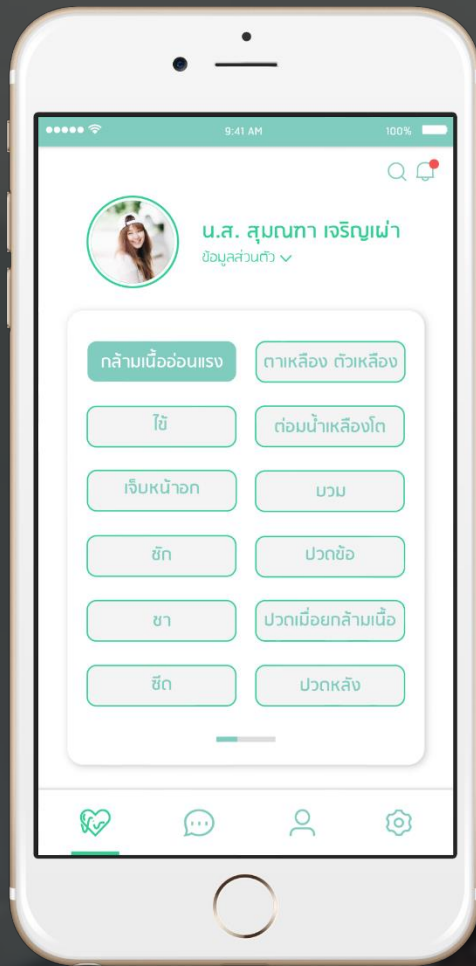 9:41 AM 100%
น.ส. สุมณฑา เจริญเผ่า
ข้อมูลส่วนตัว
กล้ามเนื้ออ่อนแรง ตาเหลือง ตัวเหลือง
ไข้ ต่อมน้ำเหลืองโต
เจ็บหน้าอก บวม
ชัก ปวดข้อ
ชา ปวดเมื่อยกล้ามเนื้อ
ซีด ปวดหลัง